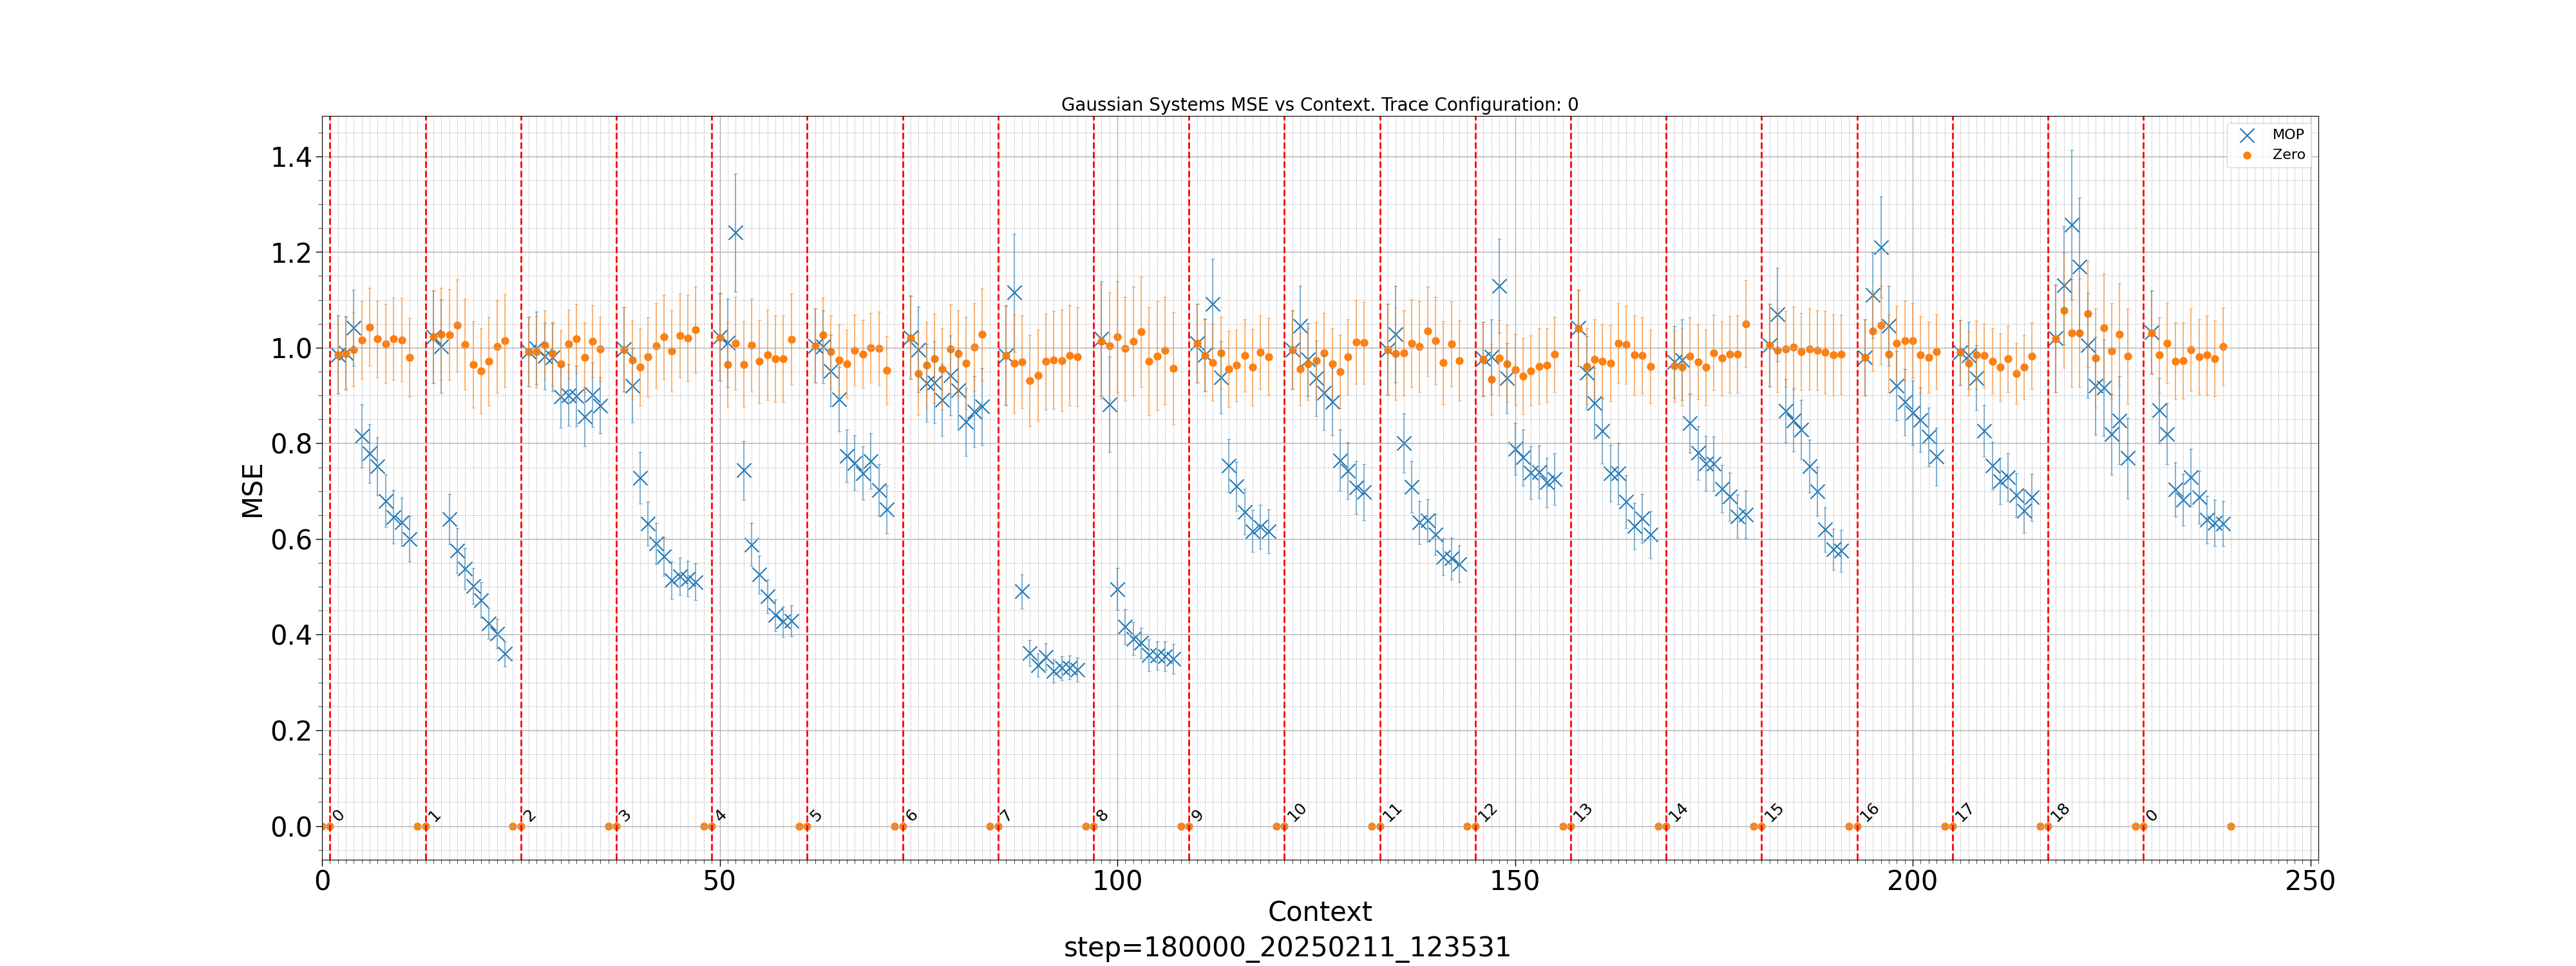 Gaussian Systems MSE vs Context. Trace Configuration: 0
MOP
Zero
MSE
1.4
1.2
1.0
0.8
0.6
0.4
0.2
0.0
0 1 2 3 4 5 6 7 8 9 10 11 12 13 14 15 16 17 18 0
0 50 100 150 200 250
Context
step=180000_20250211_123531